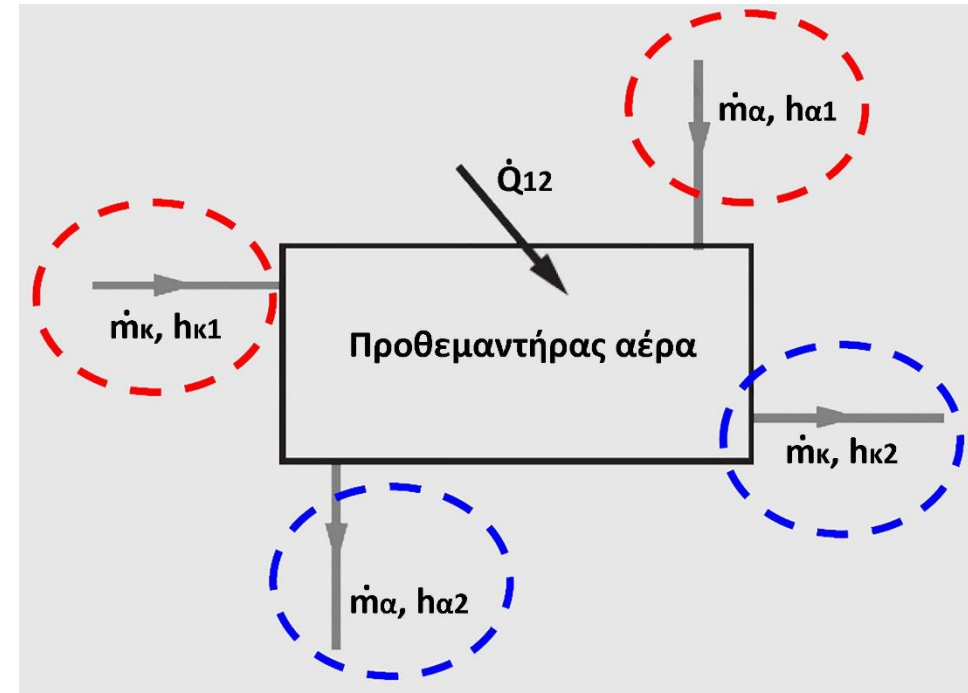 ṁα, hα1
Q̇12
ṁκ, hκ1
Προθεμαντήρας αέρα
ṁκ, hκ2
ṁα, hα2